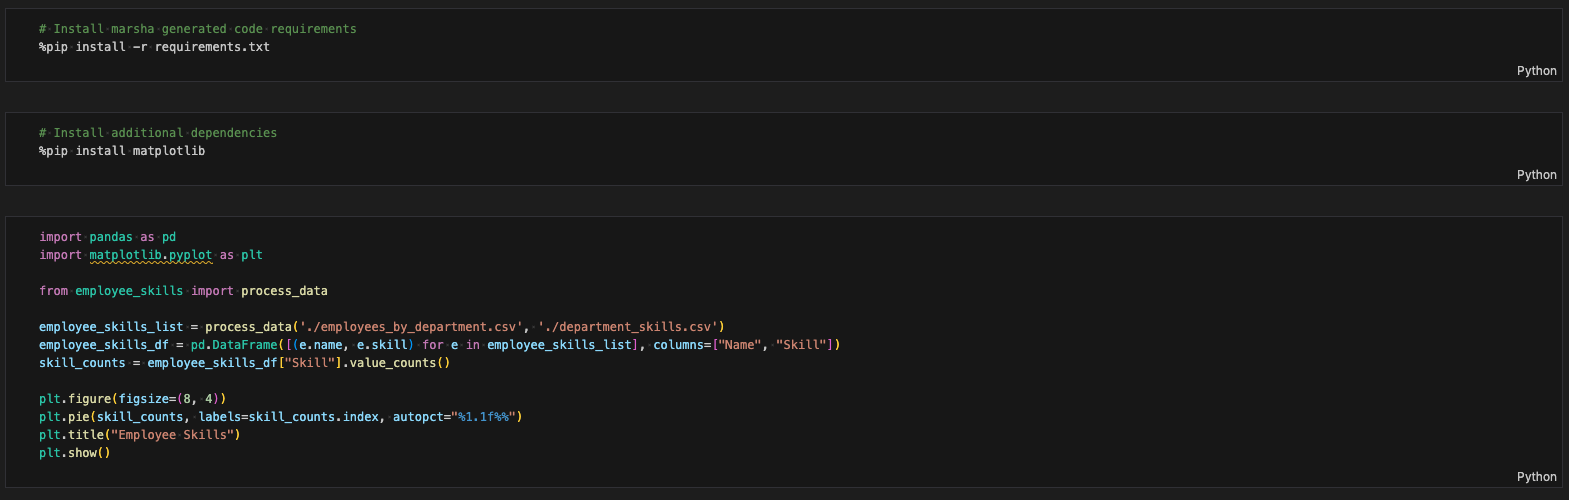 # Install marsha generated code requirements
%pip install -r requirements.txt
Python
# Install additional dependencies
%pip install matplotlib
Python
import pandas as pd
import matplotlib.pyplot as plt
from employee_skills import process_data
employee_skills_list = process_data('./employees_by_department.csv', './department_skills.csv')
employee_skills_df = pd.DataFrame([(e.name, e.skill) for e in employee_skills_list], columns=["Name", "Skill"])
skill_counts = employee_skills_df["Skill"].value_counts()
plt.figure(figsize=(8, 4))
plt.pie(skill_counts, labels=skill_counts.index, autopct="%1.1f%%")
plt.title("Employee Skills")
plt.show()
Python